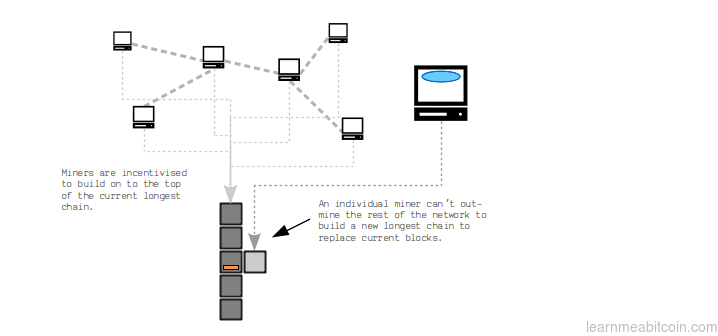 Miners are incentivised
to build on to the top
of the current longest
chain.
An individual miner can't out-
mine the rest of the network to
build a new longest chain to
replace current blocks.
learnmeabitcoin.com